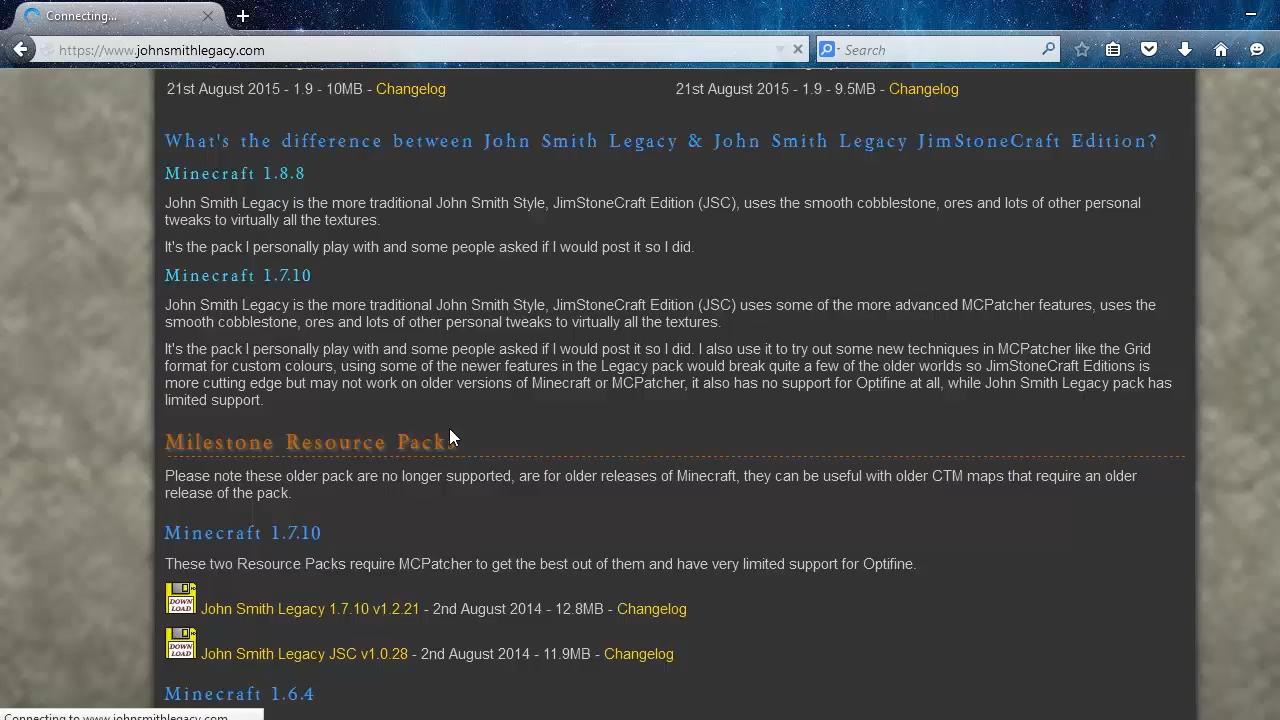 Connecting...
https://www.johnsmithlegacy.com
Search
21st August 2015 - 1.9 - 10MB - Changelog
21st August 2015 - 1.9 - 9.5MB - Changelog
What's the difference between John Smith Legacy & John Smith Legacy JimStoneCraft Edition?
Minecraft 1.8.8
John Smith Legacy is the more traditional John Smith Style, JimStoneCraft Edition (JSC), uses the smooth cobblestone, ores and lots of other personal
tweaks to virtually all the textures.
It's the pack I personally play with and some people asked if I would post it so I did.
Minecraft 1.7.10
John Smith Legacy is the more traditional John Smith Style, JimStoneCraft Edition (JSC) uses some of the more advanced MCPatcher features, uses the
smooth cobblestone, ores and lots of other personal tweaks to virtually all the textures.
It's the pack I personally play with and some people asked if I would post it so I did. I also use it to try out some new techniques in MCPatcher like the Grid
format for custom colours, using some of the newer features in the Legacy pack would break quite a few of the older worlds so JimStoneCraft Editions is
more cutting edge but may not work on older versions of Minecraft or MCPatcher, it also has no support for Optifine at all, while John Smith Legacy pack has
limited support.
Milestone Resource Packs
Please note these older pack are no longer supported, are for older releases of Minecraft, they can be useful with older CTM maps that require an older
release of the pack.
Minecraft 1.7.10
These two Resource Packs require MCPatcher to get the best out of them and have very limited support for Optifine.
DOWN
LOAD
John Smith Legacy 1.7.10 v1.2.21 - 2nd August 2014 - 12.8MB - Changelog
DOWN
LOAD
John Smith Legacy JSC v1.0.28 - 2nd August 2014 - 11.9MB - Changelog
Minecraft 1.6.4
Connecting to www.johnsmithlegacy.com